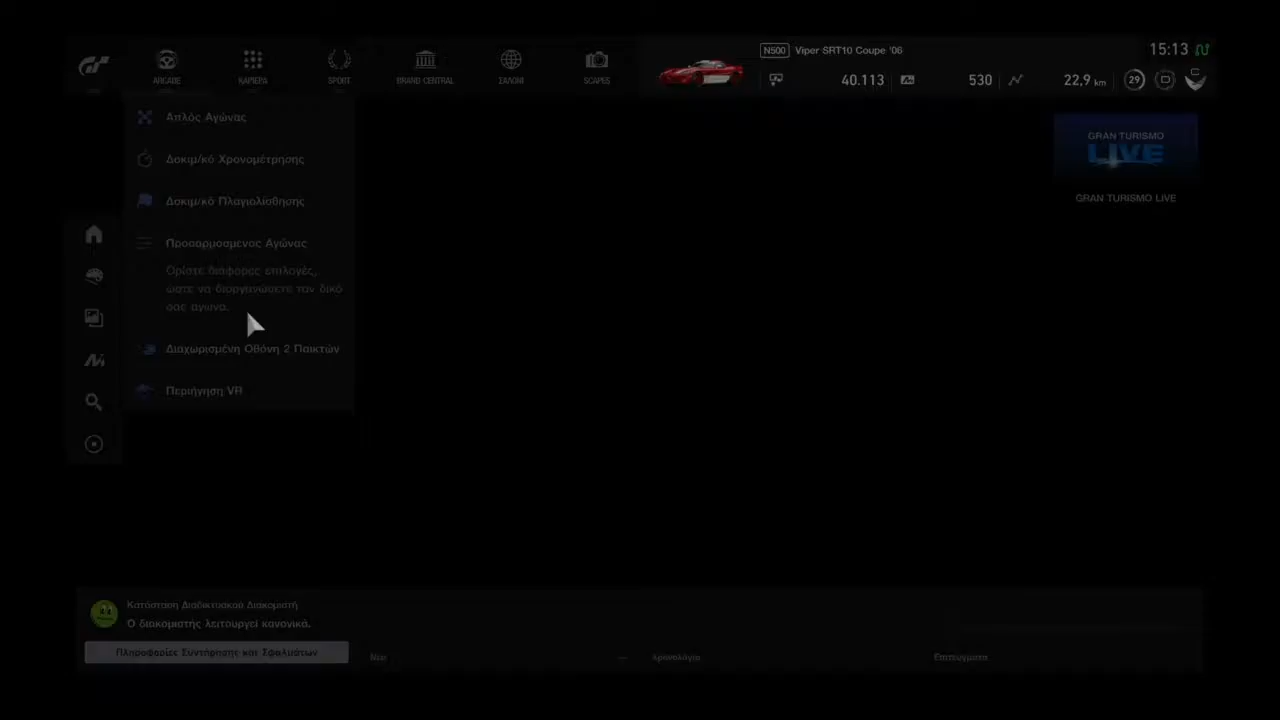 N500 Viper SRT10 Coupe '06
15:13
ARCADE
ΚΑΡΙΕΡΑ
SPORT
BRAND CENTRAL
ΣΑΛΟΝΙ
SCAPES
40.113
530
22,9 km
29
Απλός Αγώνας
Δοκιμ/κό Χρονομέτρησης
Δοκιμ/κό Πλαγιολίσθησης
Προσαρμοσμένος Αγώνας
Ορίστε διάφορες επιλογές,
ώστε να διοργανώσετε τον δικό
σας αγώνα.
Διαχωρισμένη Οθόνη 2 Παικτών
Περιήγηση VR
GRAN TURISMO
LIVE
GRAN TURISMO LIVE
Κατάσταση Διαδικτυακού Διακομιστή
Ο διακομιστής λειτουργεί κανονικά.
Πληροφορίες Συντήρησης και Σφαλμάτων
Νέα
Χρονολόγιο
Επιτεύγματα